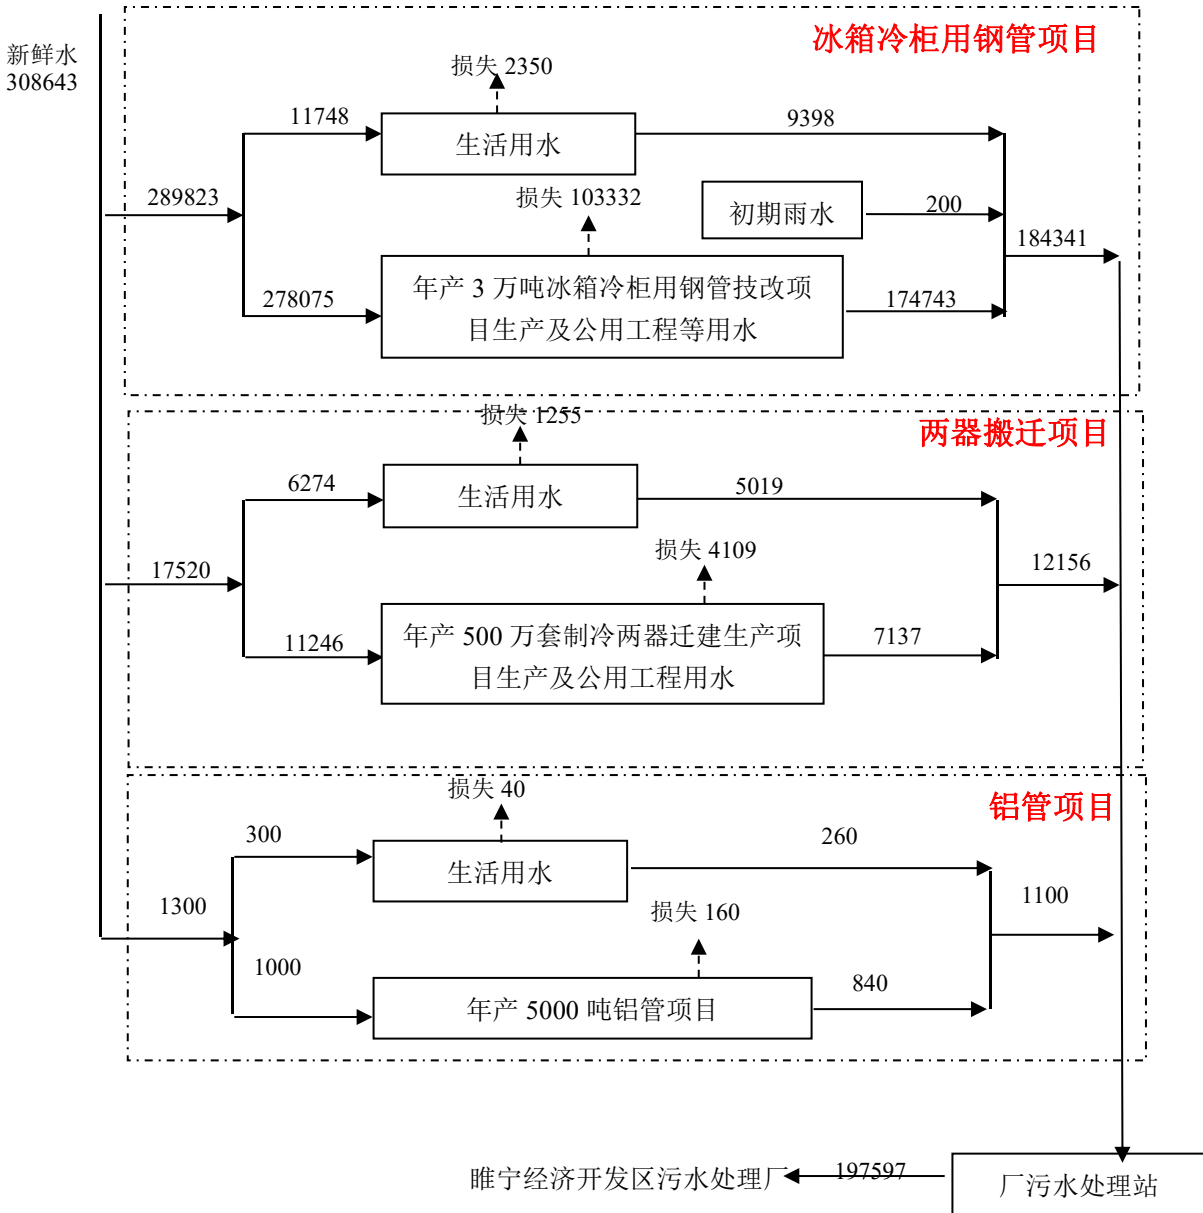 新鲜水
308643
冰箱冷柜用钢管项目
损失 2350
11748
生活用水
9398
289823
损失 103332
初期雨水
200
184341
278075
年产 3 万吨冰箱冷柜用钢管技改项
目生产及公用工程等用水
174743
两器搬迁项目
损失 1255
6274
生活用水
5019
损失 4109
17520
12156
11246
年产 500 万套制冷两器迁建生产项
目生产及公用工程用水
7137
铝管项目
损失 40
300
生活用水
260
1300
损失 160
1100
1000
年产 5000 吨铝管项目
840
睢宁经济开发区污水处理厂
197597
厂污水处理站